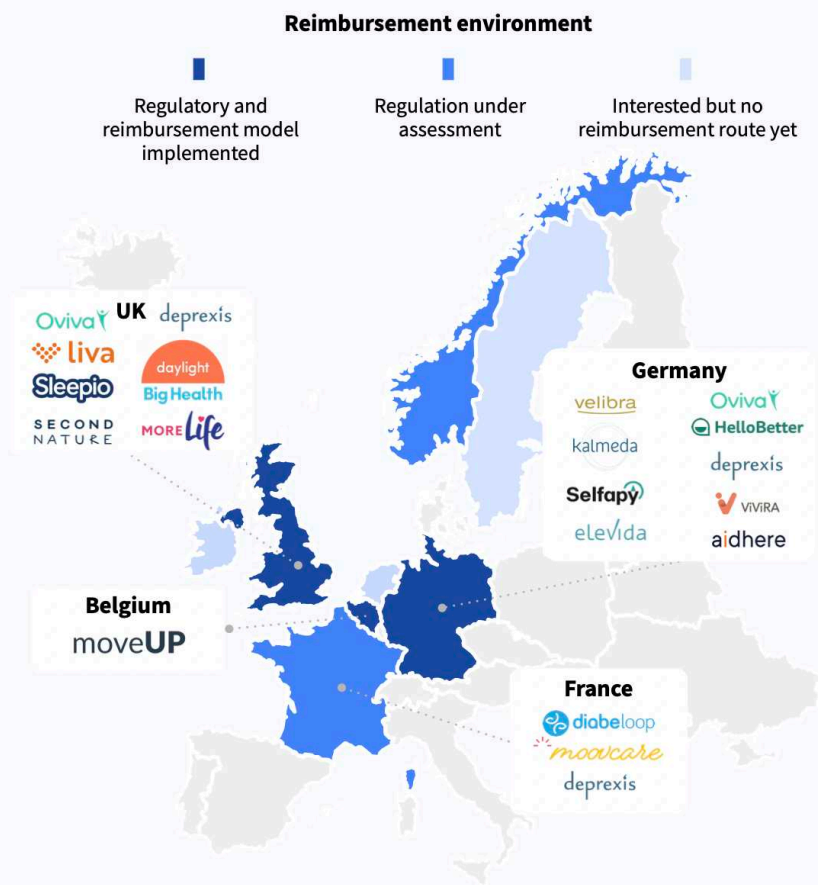 Reimbursement environment
Regulatory and
reimbursement model
implemented
Regulation under
assessment
Interested but no
reimbursement route yet
UK
Oviva
deprexis
liva
daylight
Big Health
Sleepio
SECOND
NATURE
MORE Life
Germany
velibra
Oviva
HelloBetter
kalmeda
deprexis
Selfapy
ViViRA
elevida
aidhere
Belgium
moveUP
France
diabeloop
moovcare
deprexis